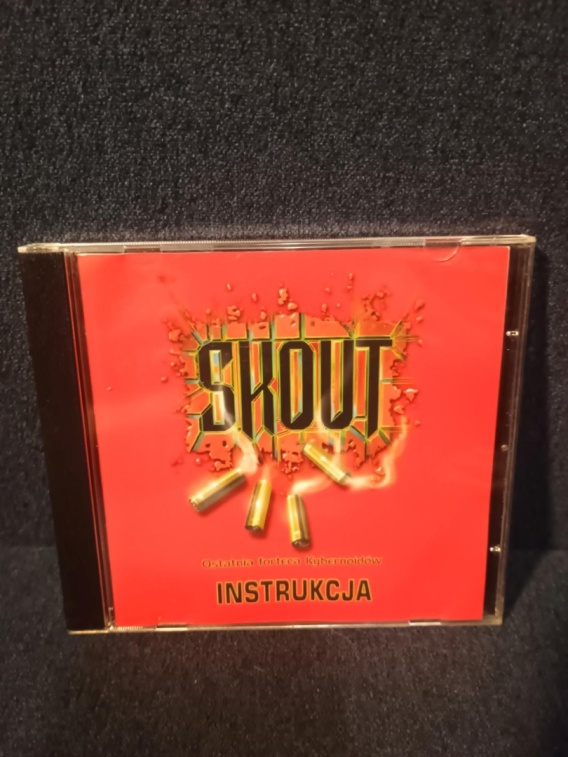 SKOUT
Ostatnia forteca Kybernoidów
INSTRUKCJA